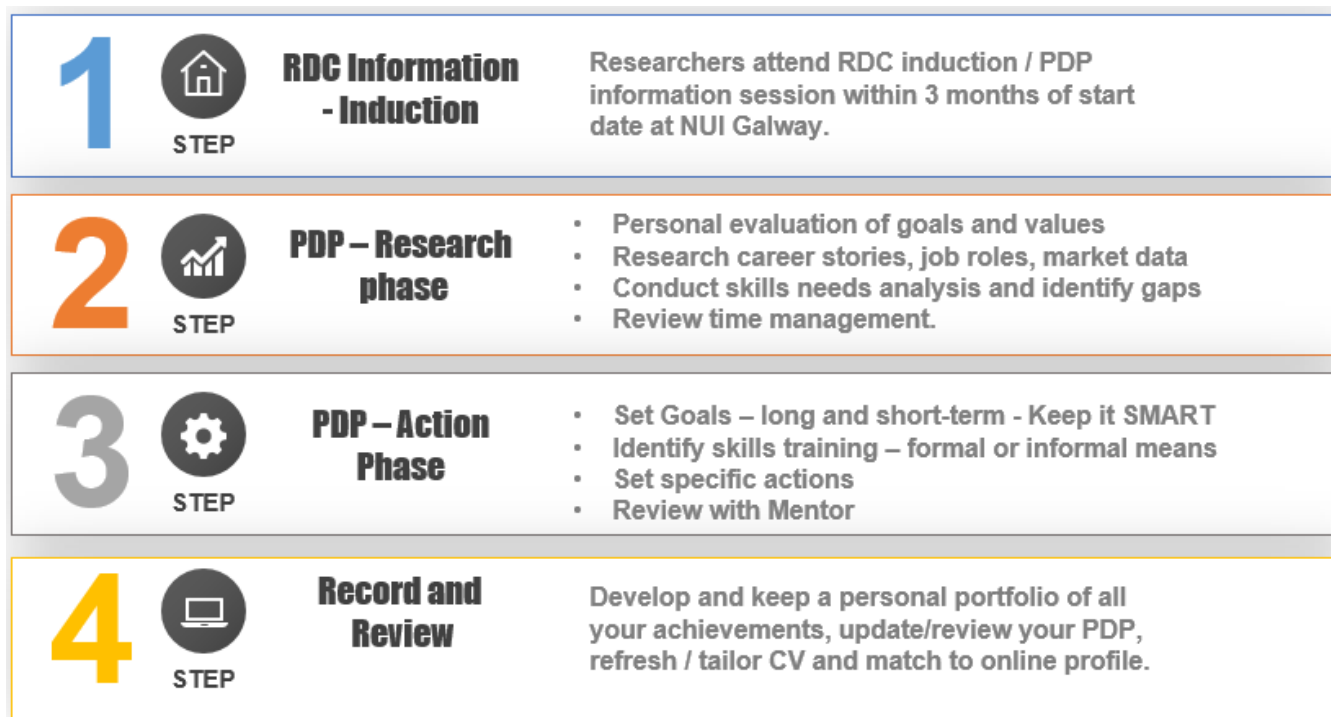 1
STEP
RDC Information
- Induction
Researchers attend RDC induction / PDP
information session within 3 months of start
date at NUI Galway.
2
STEP
PDP – Research
phase
• Personal evaluation of goals and values
• Research career stories, job roles, market data
• Conduct skills needs analysis and identify gaps
• Review time management.
3
STEP
PDP – Action
Phase
• Set Goals – long and short-term - Keep it SMART
• Identify skills training – formal or informal means
• Set specific actions
• Review with Mentor
4
STEP
Record and
Review
Develop and keep a personal portfolio of all
your achievements, update/review your PDP,
refresh / tailor CV and match to online profile.